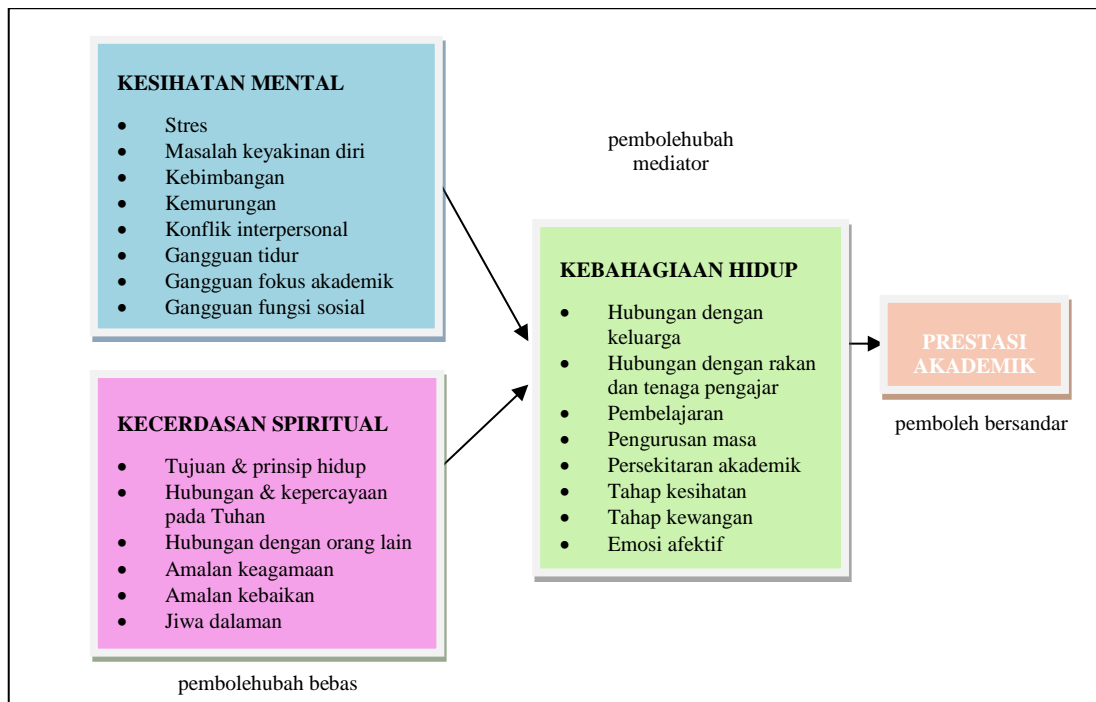 KESIHATAN MENTAL
• Stres
• Masalah keyakinan diri
• Kebimbangan
• Kemurungan
• Konflik interpersonal
• Gangguan tidur
• Gangguan fokus akademik
• Gangguan fungsi sosial
KECERDASAN SPIRITUAL
• Tujuan & prinsip hidup
• Hubungan & kepercayaan
pada Tuhan
• Hubungan dengan orang lain
• Amalan keagamaan
• Amalan kebaikan
• Jiwa dalaman
pembolehubah bebas
pembolehubah
mediator
KEBAHAGIAAN HIDUP
• Hubungan dengan
keluarga
• Hubungan dengan rakan
dan tenaga pengajar
• Pembelajaran
• Pengurusan masa
• Persekitaran akademik
• Tahap kesihatan
• Tahap kewangan
• Emosi afektif
PRESTASI
AKADEMIK
pemboleh bersandar